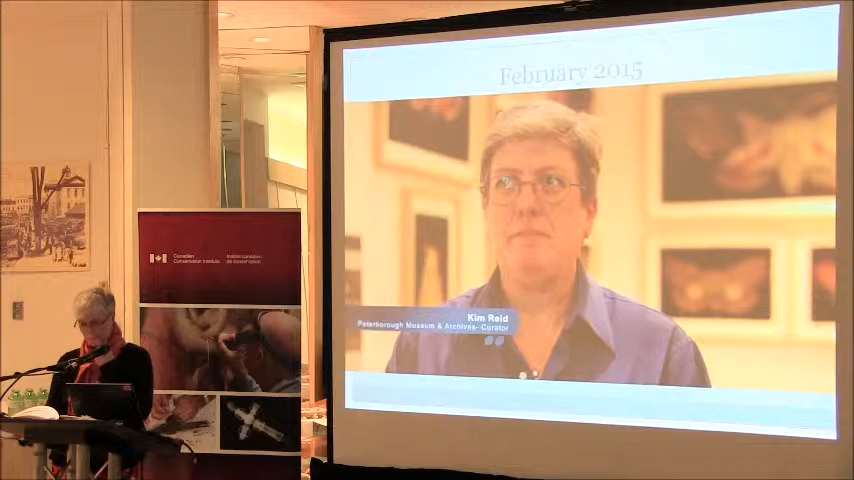 February 2015
Canadian Institut canadien
Conservation Institute de conservation
Kim Reid
Peterborough Museum & Archives- Curator